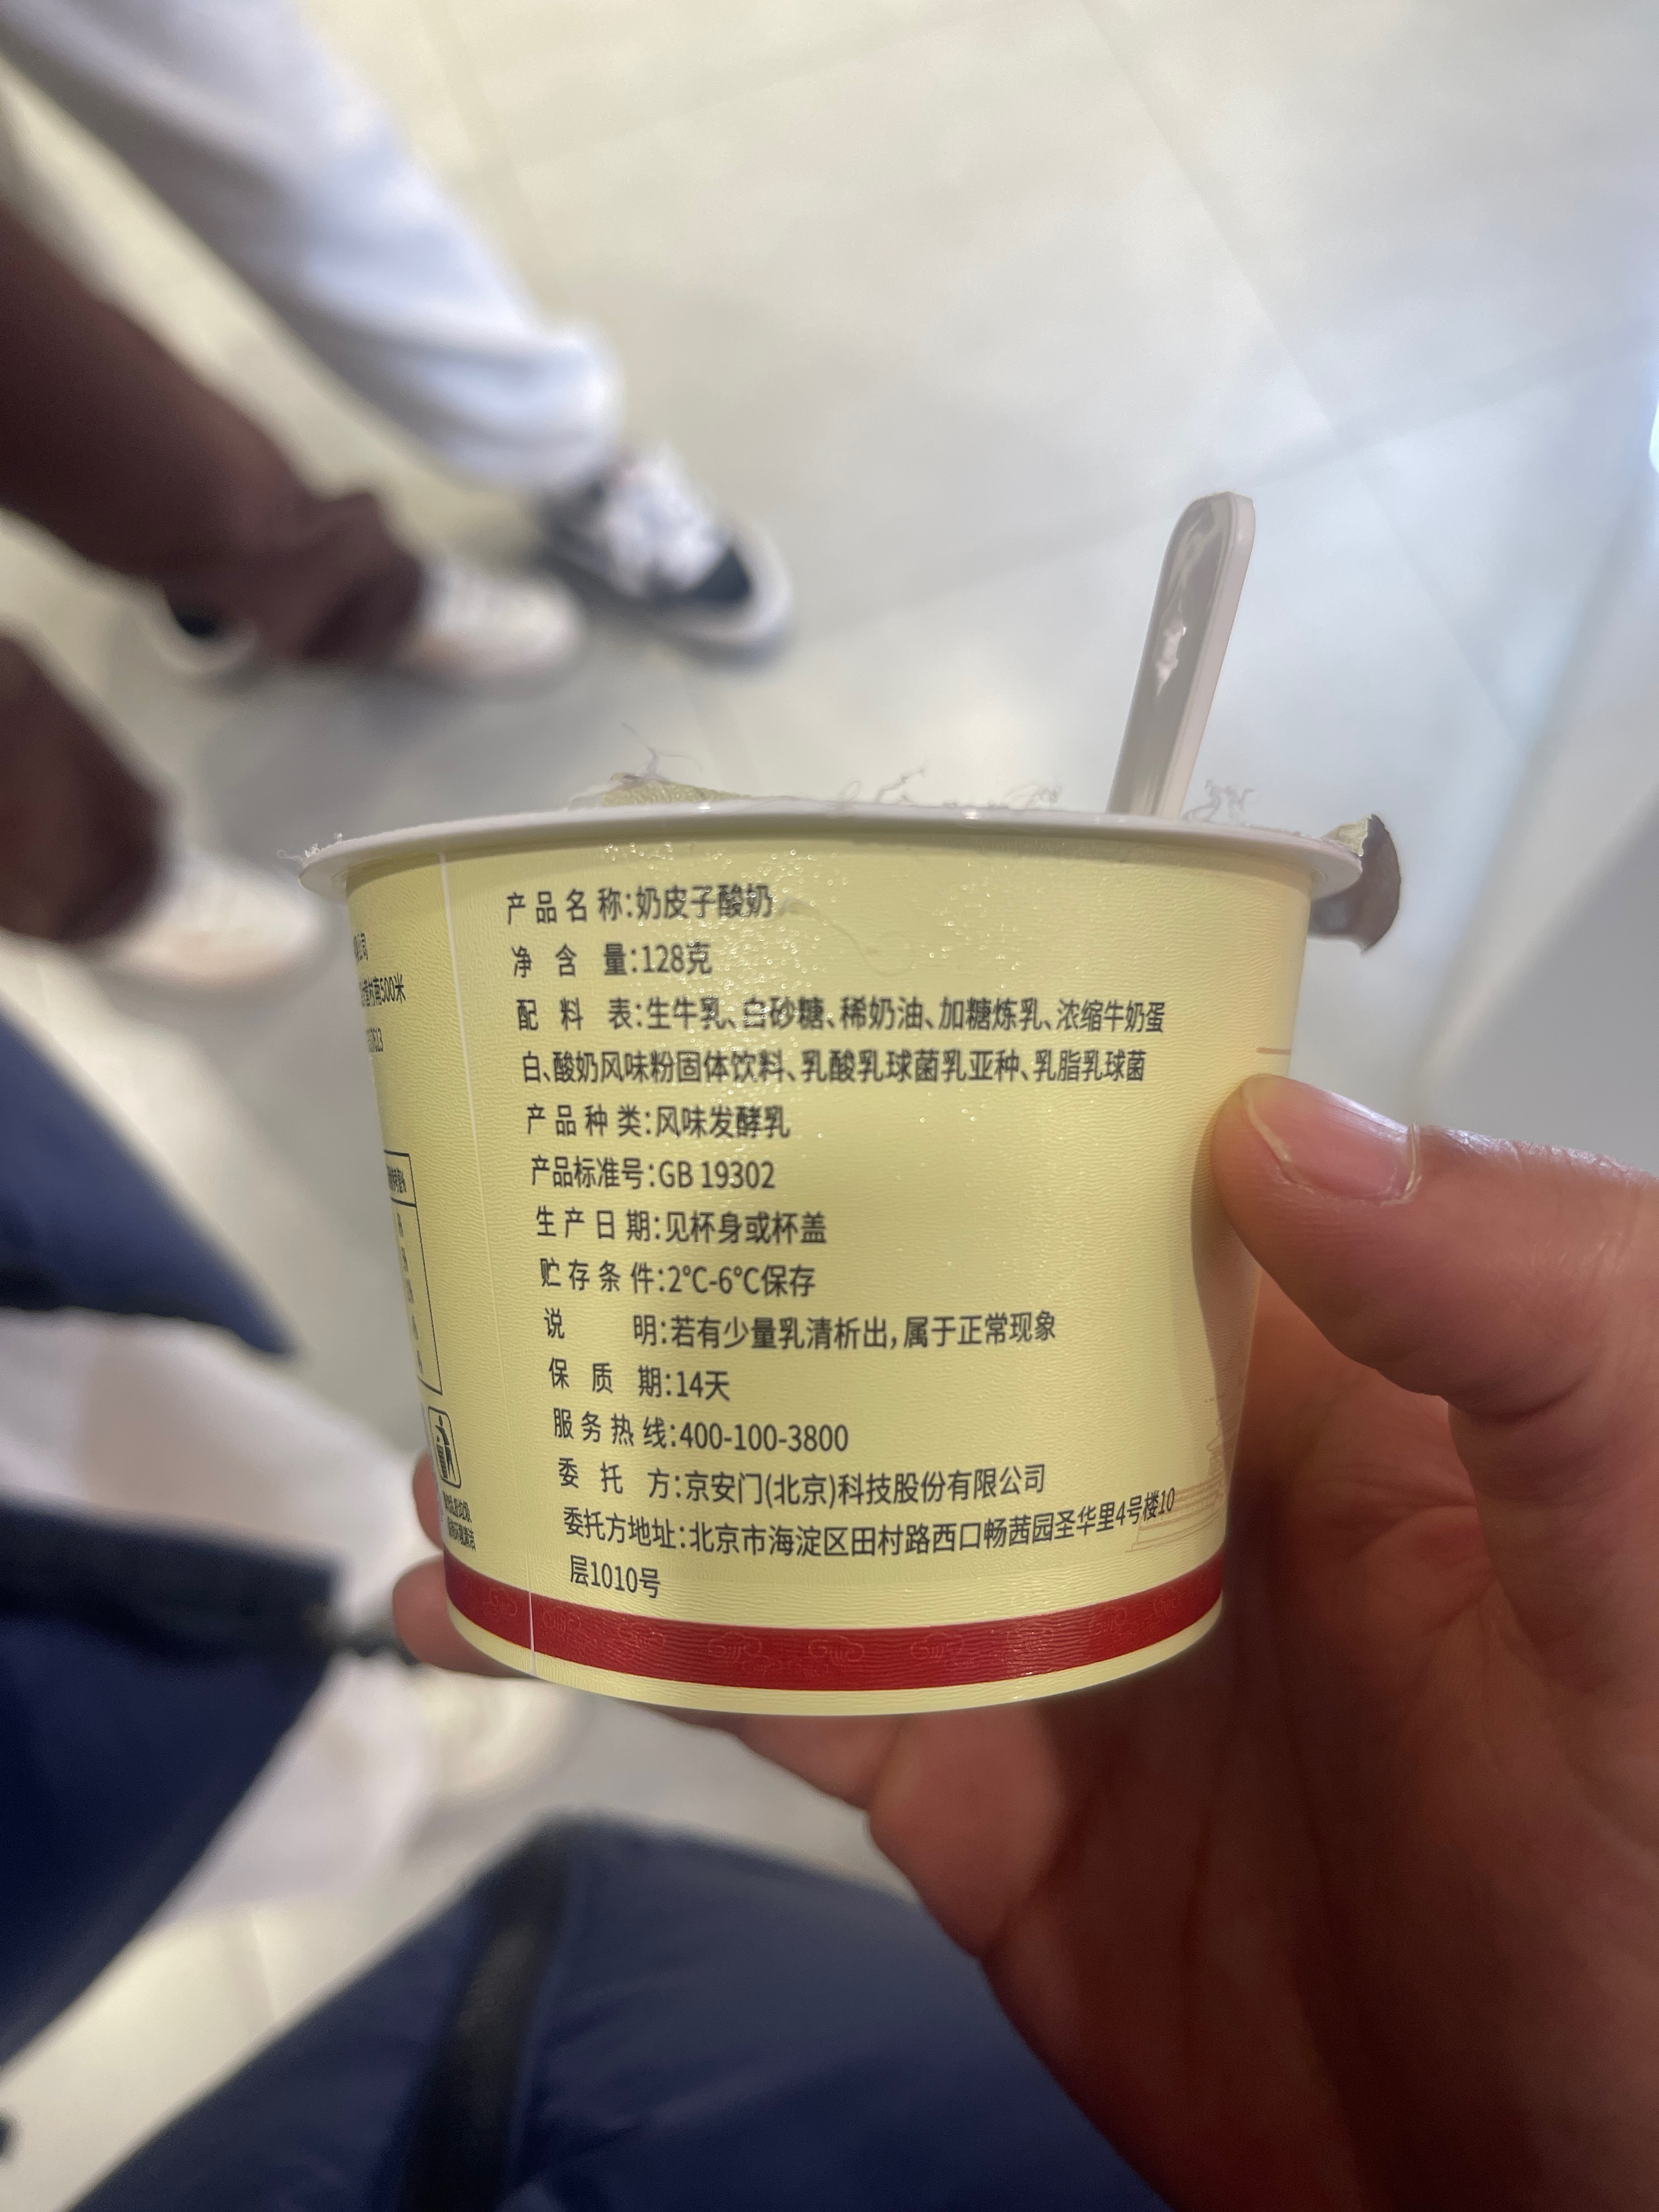 产品名称:奶皮子酸奶
净含量:128克
配料表:生牛乳、白砂糖、稀奶油、加糖炼乳、浓缩牛奶蛋
白、酸奶风味粉固体饮料、乳酸乳球菌乳亚种、乳脂乳球菌
产品种类:风味发酵乳
产品标准号:GB 19302
生产日期:见杯身或杯盖
贮存条件:2°C-6°C保存
说明:若有少量乳清析出,属于正常现象
保质期:14天
服务热线:400-100-3800
委托方:京安门(北京)科技股份有限公司
委托方地址:北京市海淀区田村路西口畅茜园圣华里4号楼10
层1010号
公司
村南500米